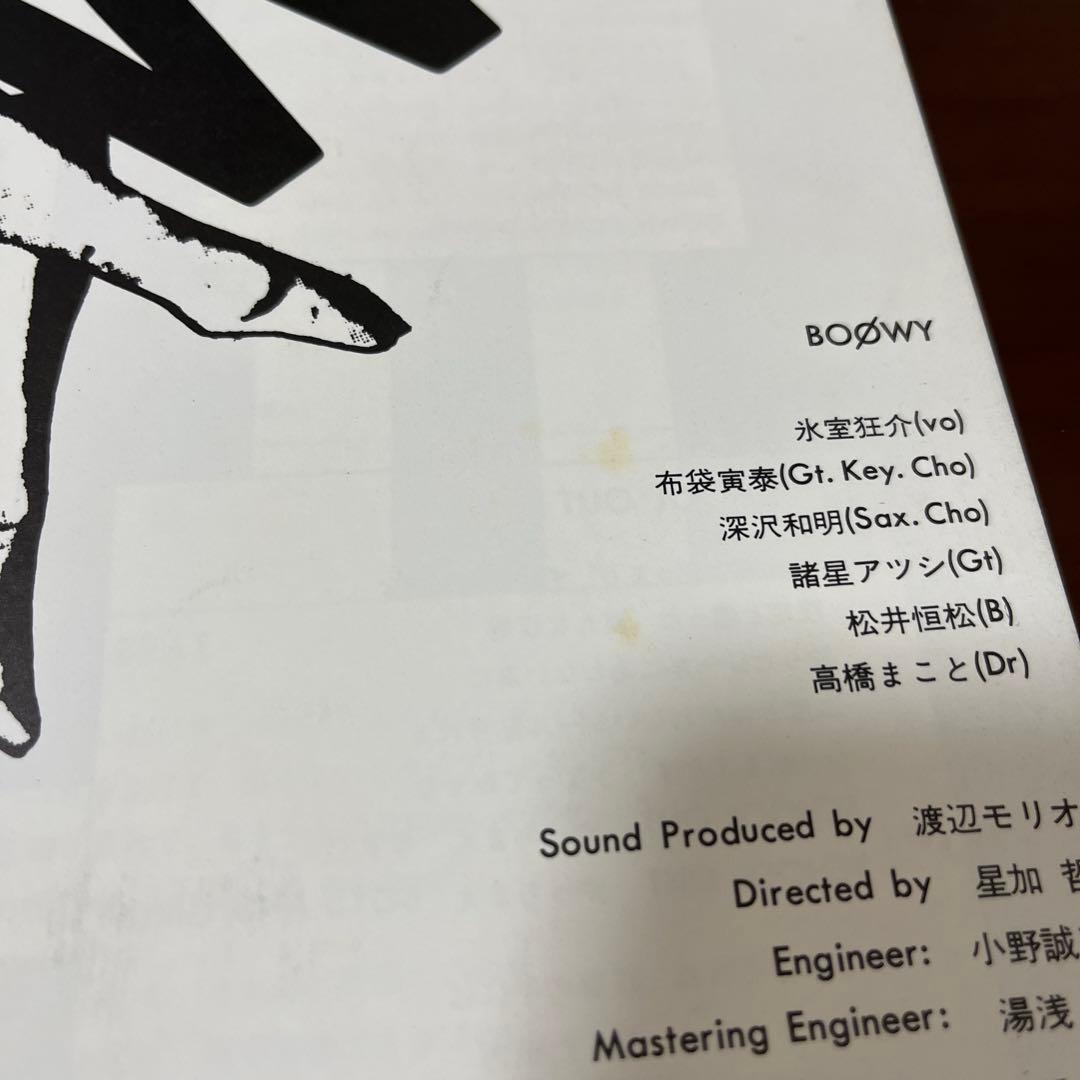 BOØWY
氷室狂介(vo)
布袋寅泰(Gt. Key. Cho)
深沢和明(Sax. Cho)
諸星アツシ(Gt)
松井恒松(B)
高橋まこと(Dr)
Sound Produced by 渡辺モリオ
Directed by 星加
Engineer: 小野誠
Mastering Engineer: 湯浅